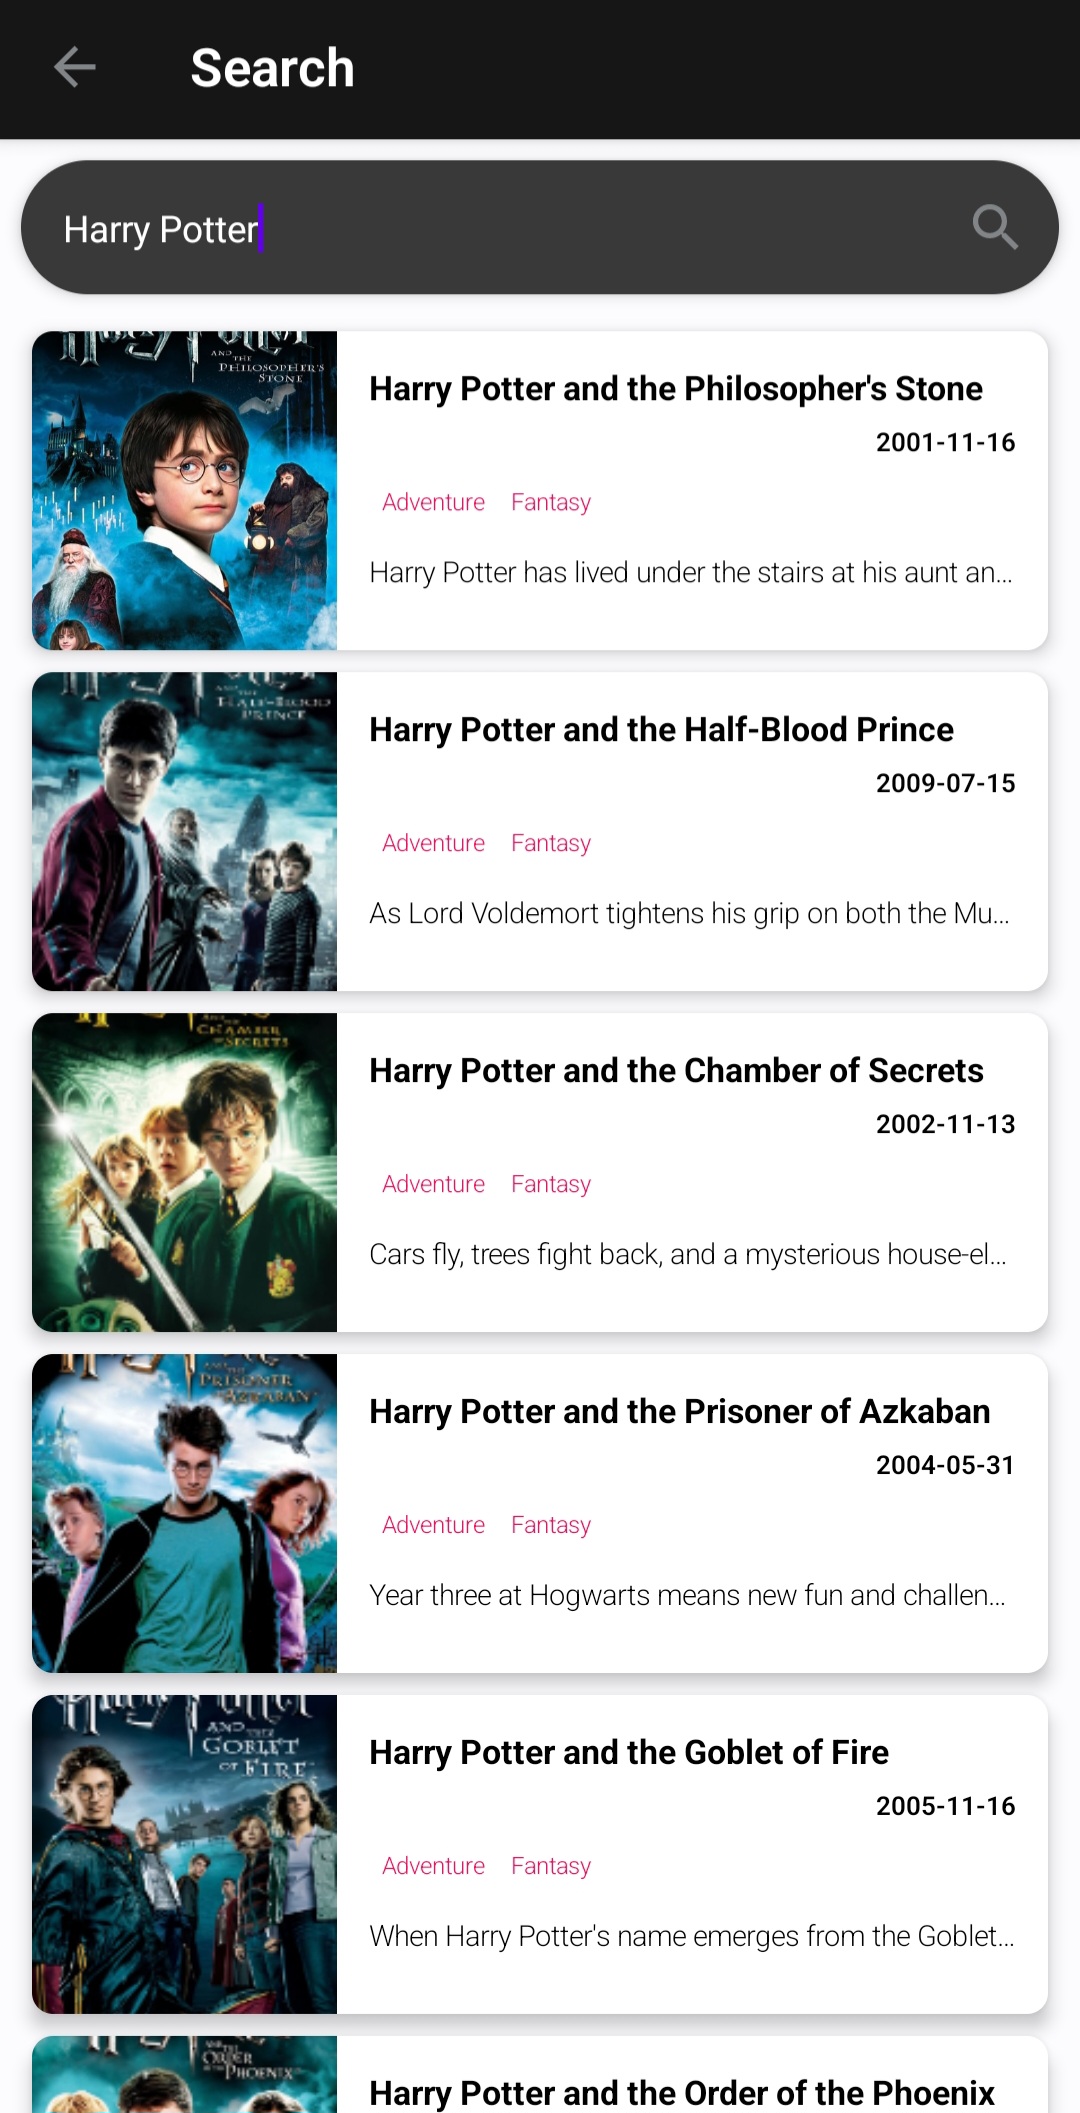 Search
Harry Potter
AND THE
PHILOSOPHER'S
STONE
Harry Potter and the Philosopher's Stone
2001-11-16
Adventure Fantasy
Harry Potter has lived under the stairs at his aunt an...
HALF-BLOOD
PRINCE
Harry Potter and the Half-Blood Prince
2009-07-15
Adventure Fantasy
As Lord Voldemort tightens his grip on both the Mu...
CHAMBER
OF SECRETS
Harry Potter and the Chamber of Secrets
2002-11-13
Adventure Fantasy
Cars fly, trees fight back, and a mysterious house-el...
PRISONER
AZKABAN
Harry Potter and the Prisoner of Azkaban
2004-05-31
Adventure Fantasy
Year three at Hogwarts means new fun and challen...
AND THE
GOBLET
OF FIRE
Harry Potter and the Goblet of Fire
2005-11-16
Adventure Fantasy
When Harry Potter's name emerges from the Goblet...
ORDER
PHOENIX
Harry Potter and the Order of the Phoenix